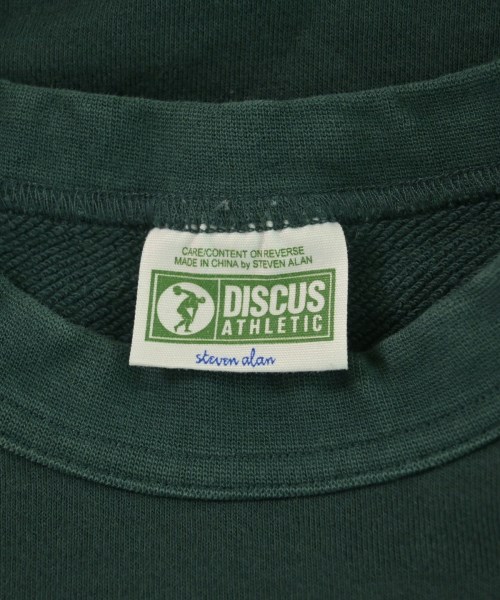 CARE/CONTENT ON REVERSE
MADE IN CHINA by STEVEN ALAN
DISCUS
ATHLETIC
steven alan